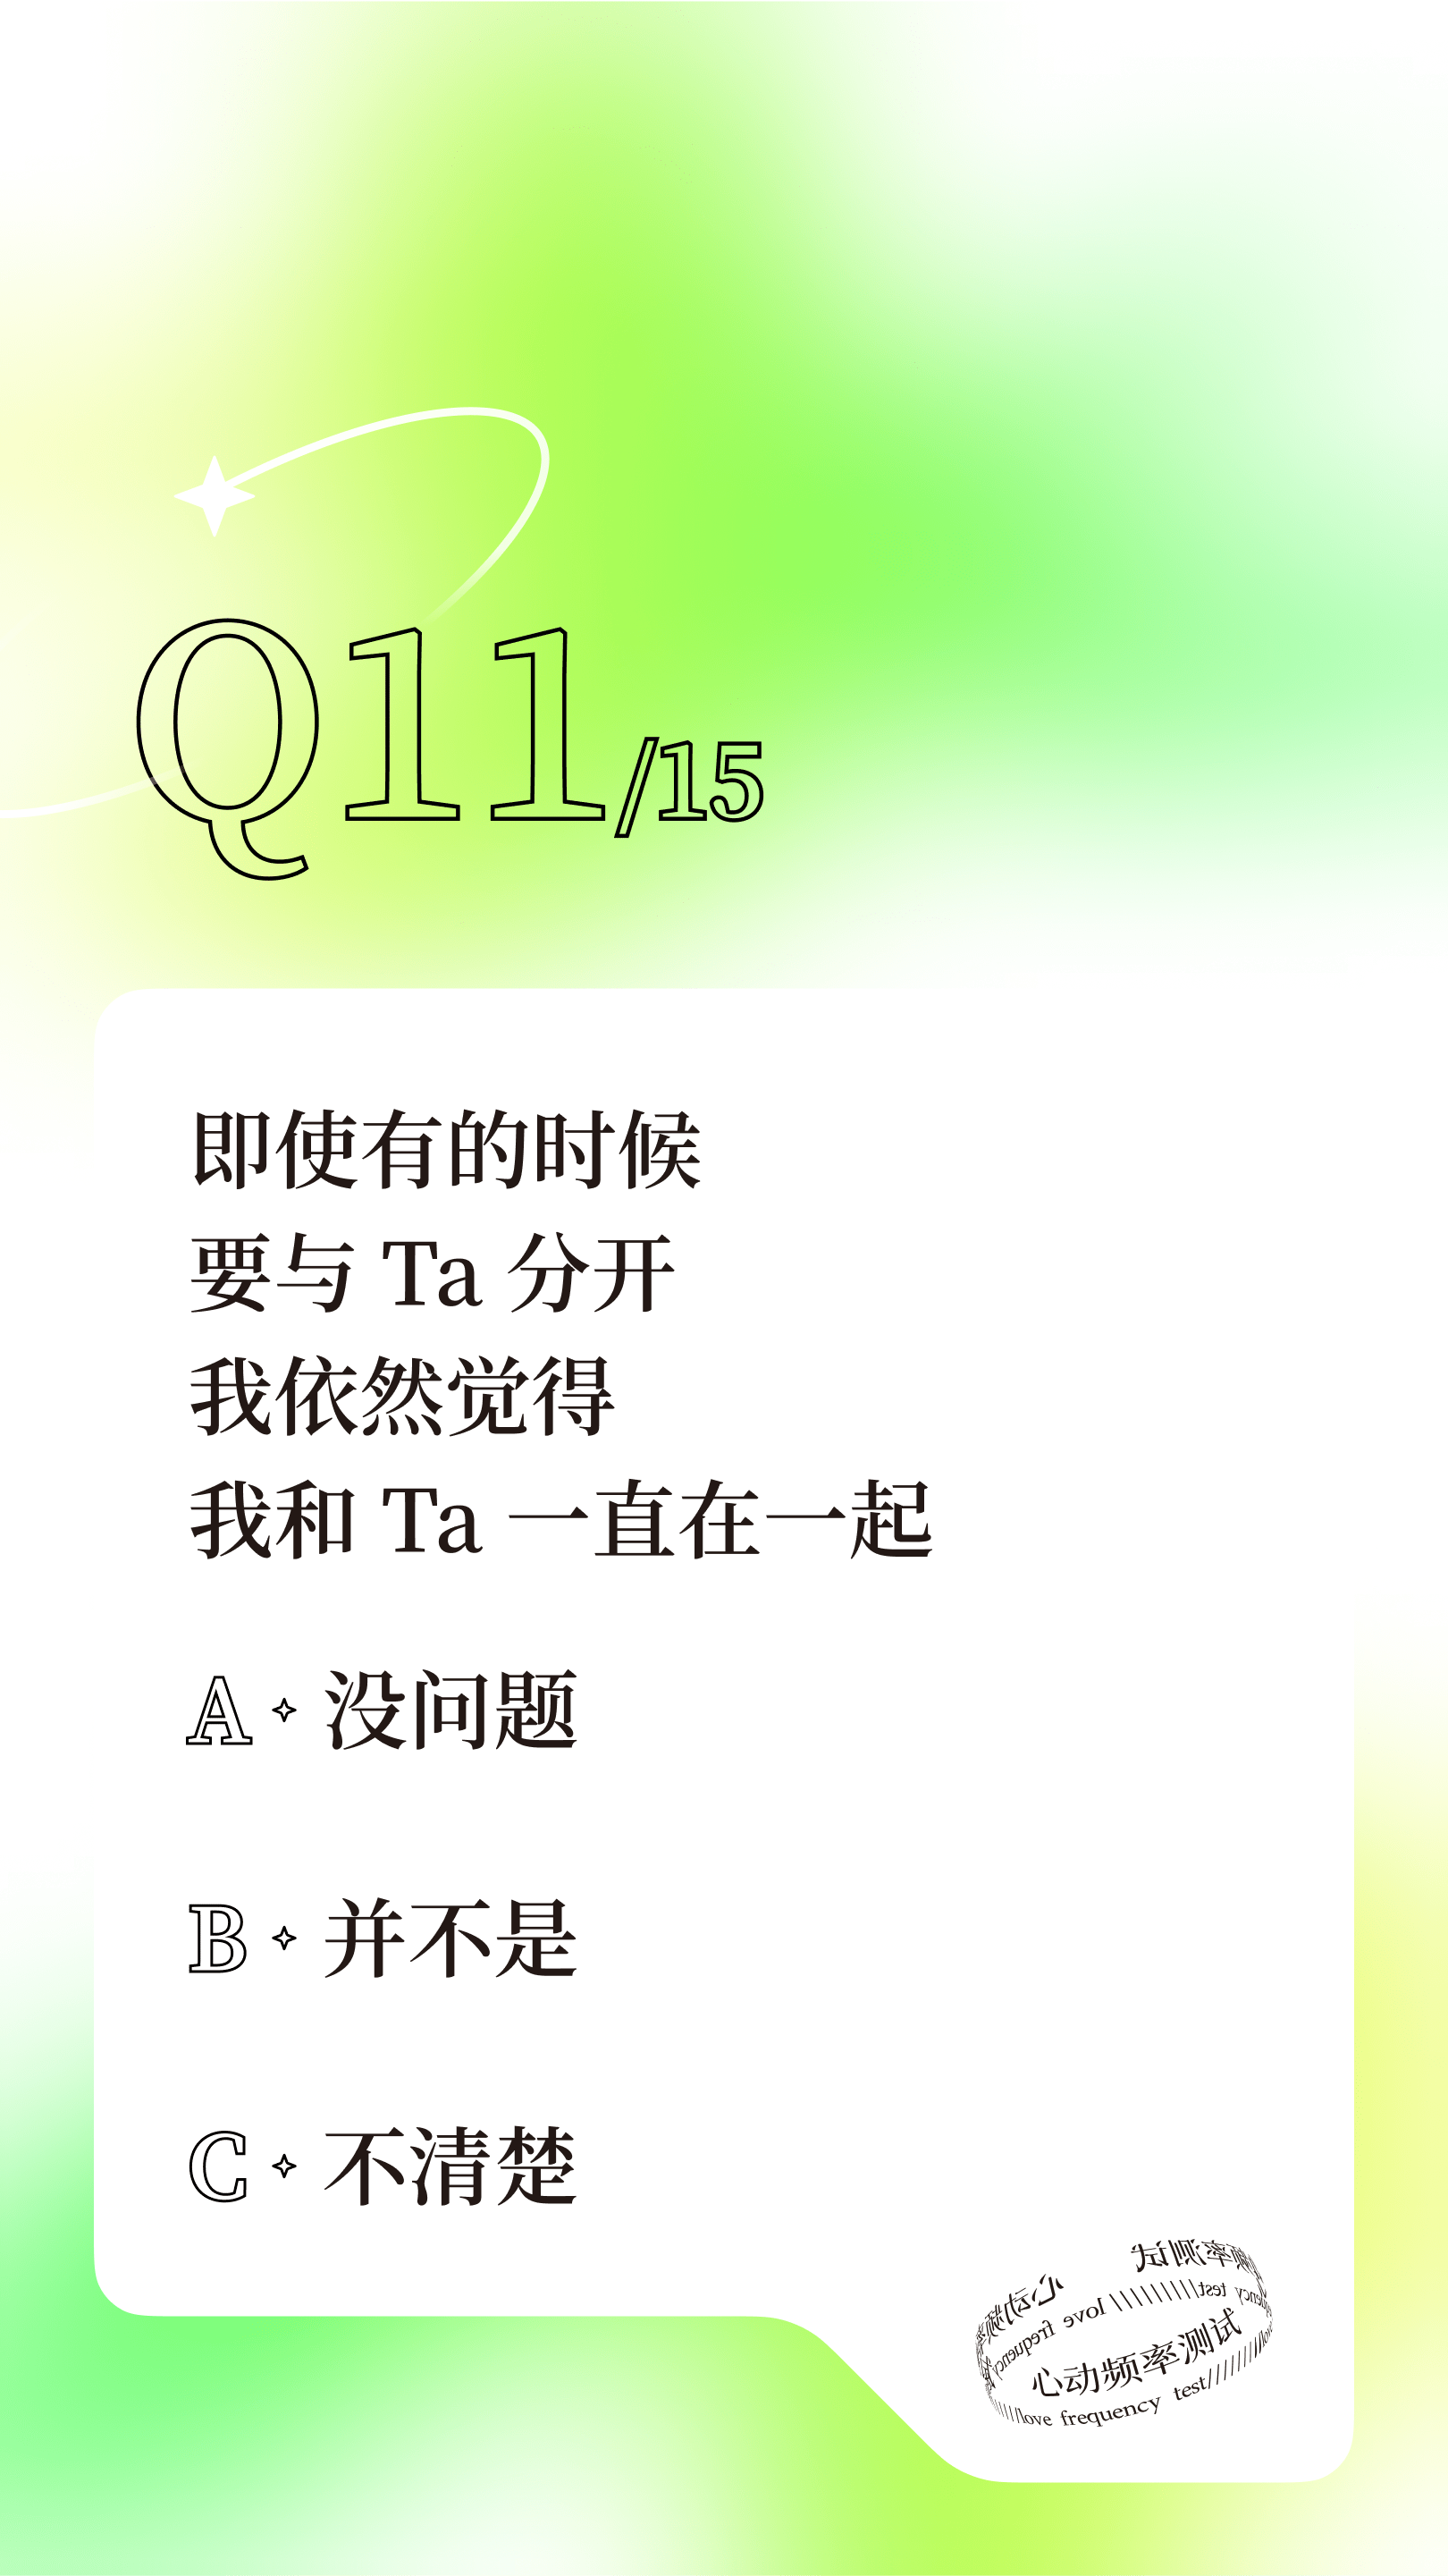 Q11/15
即使有的时候
要与 Ta 分开
我依然觉得
我和 Ta 一直在一起
A 没问题
B 并不是
C 不清楚
心动频率测试
love frequency test
心动频率测试
love frequency test